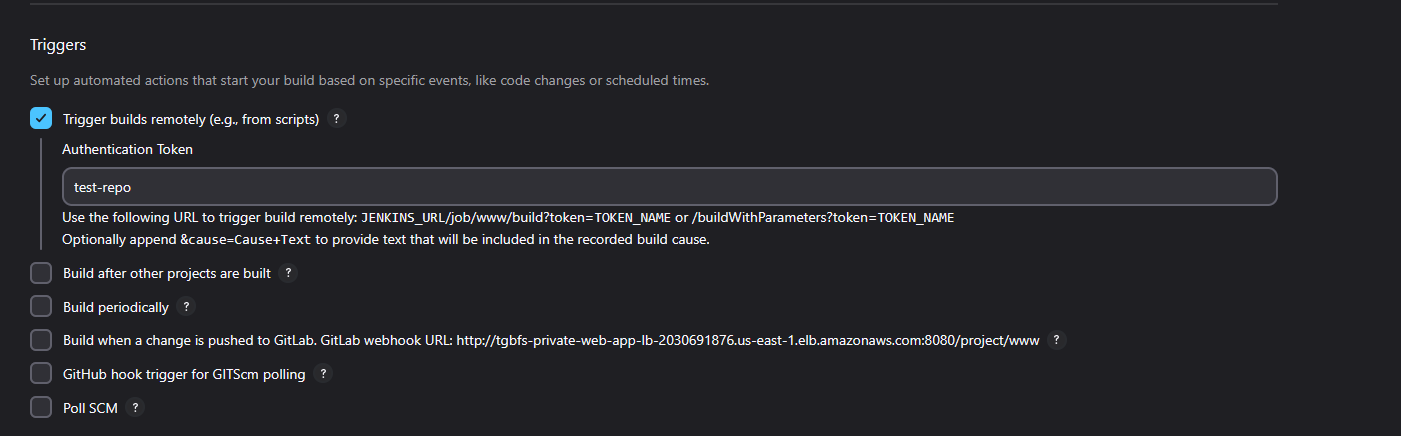 Triggers
Set up automated actions that start your build based on specific events, like code changes or scheduled times.
Trigger builds remotely (e.g., from scripts) ?
Authentication Token
test-repo
Use the following URL to trigger build remotely: JENKINS_URL/job/www/build?token=TOKEN_NAME or /buildWithParameters?token=TOKEN_NAME
Optionally append &cause=Cause+Text to provide text that will be included in the recorded build cause.
Build after other projects are built ?
Build periodically ?
Build when a change is pushed to GitLab. GitLab webhook URL: http://tgbfs-private-web-app-lb-2030691876.us-east-1.elb.amazonaws.com:8080/project/www ?
GitHub hook trigger for GITScm polling ?
Poll SCM ?